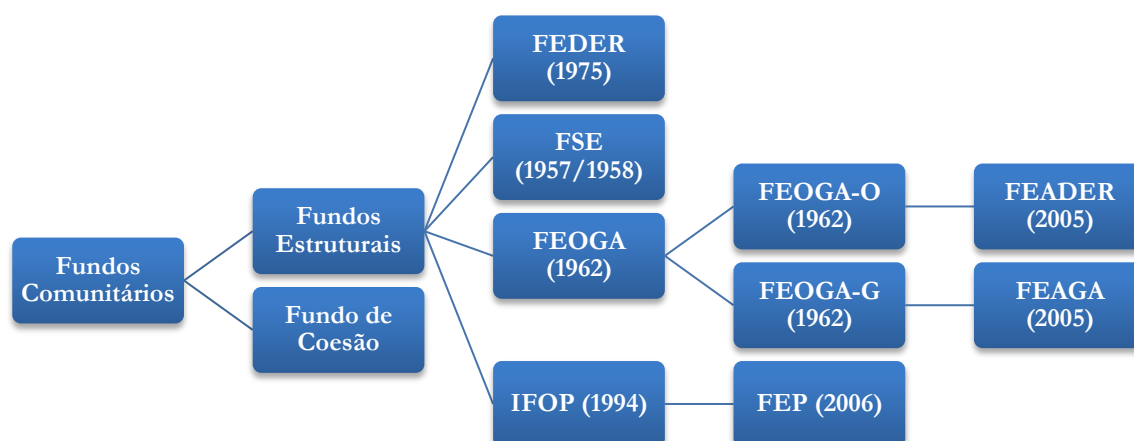 Fundos
Comunitários
Fundos
Estruturais
Fundo de
Coesão
FEDER
(1975)
FSE
(1957/1958)
FEOGA
(1962)
IFOP (1994)
FEOGA-O
(1962)
FEOGA-G
(1962)
FEP (2006)
FEADER
(2005)
FEAGA
(2005)